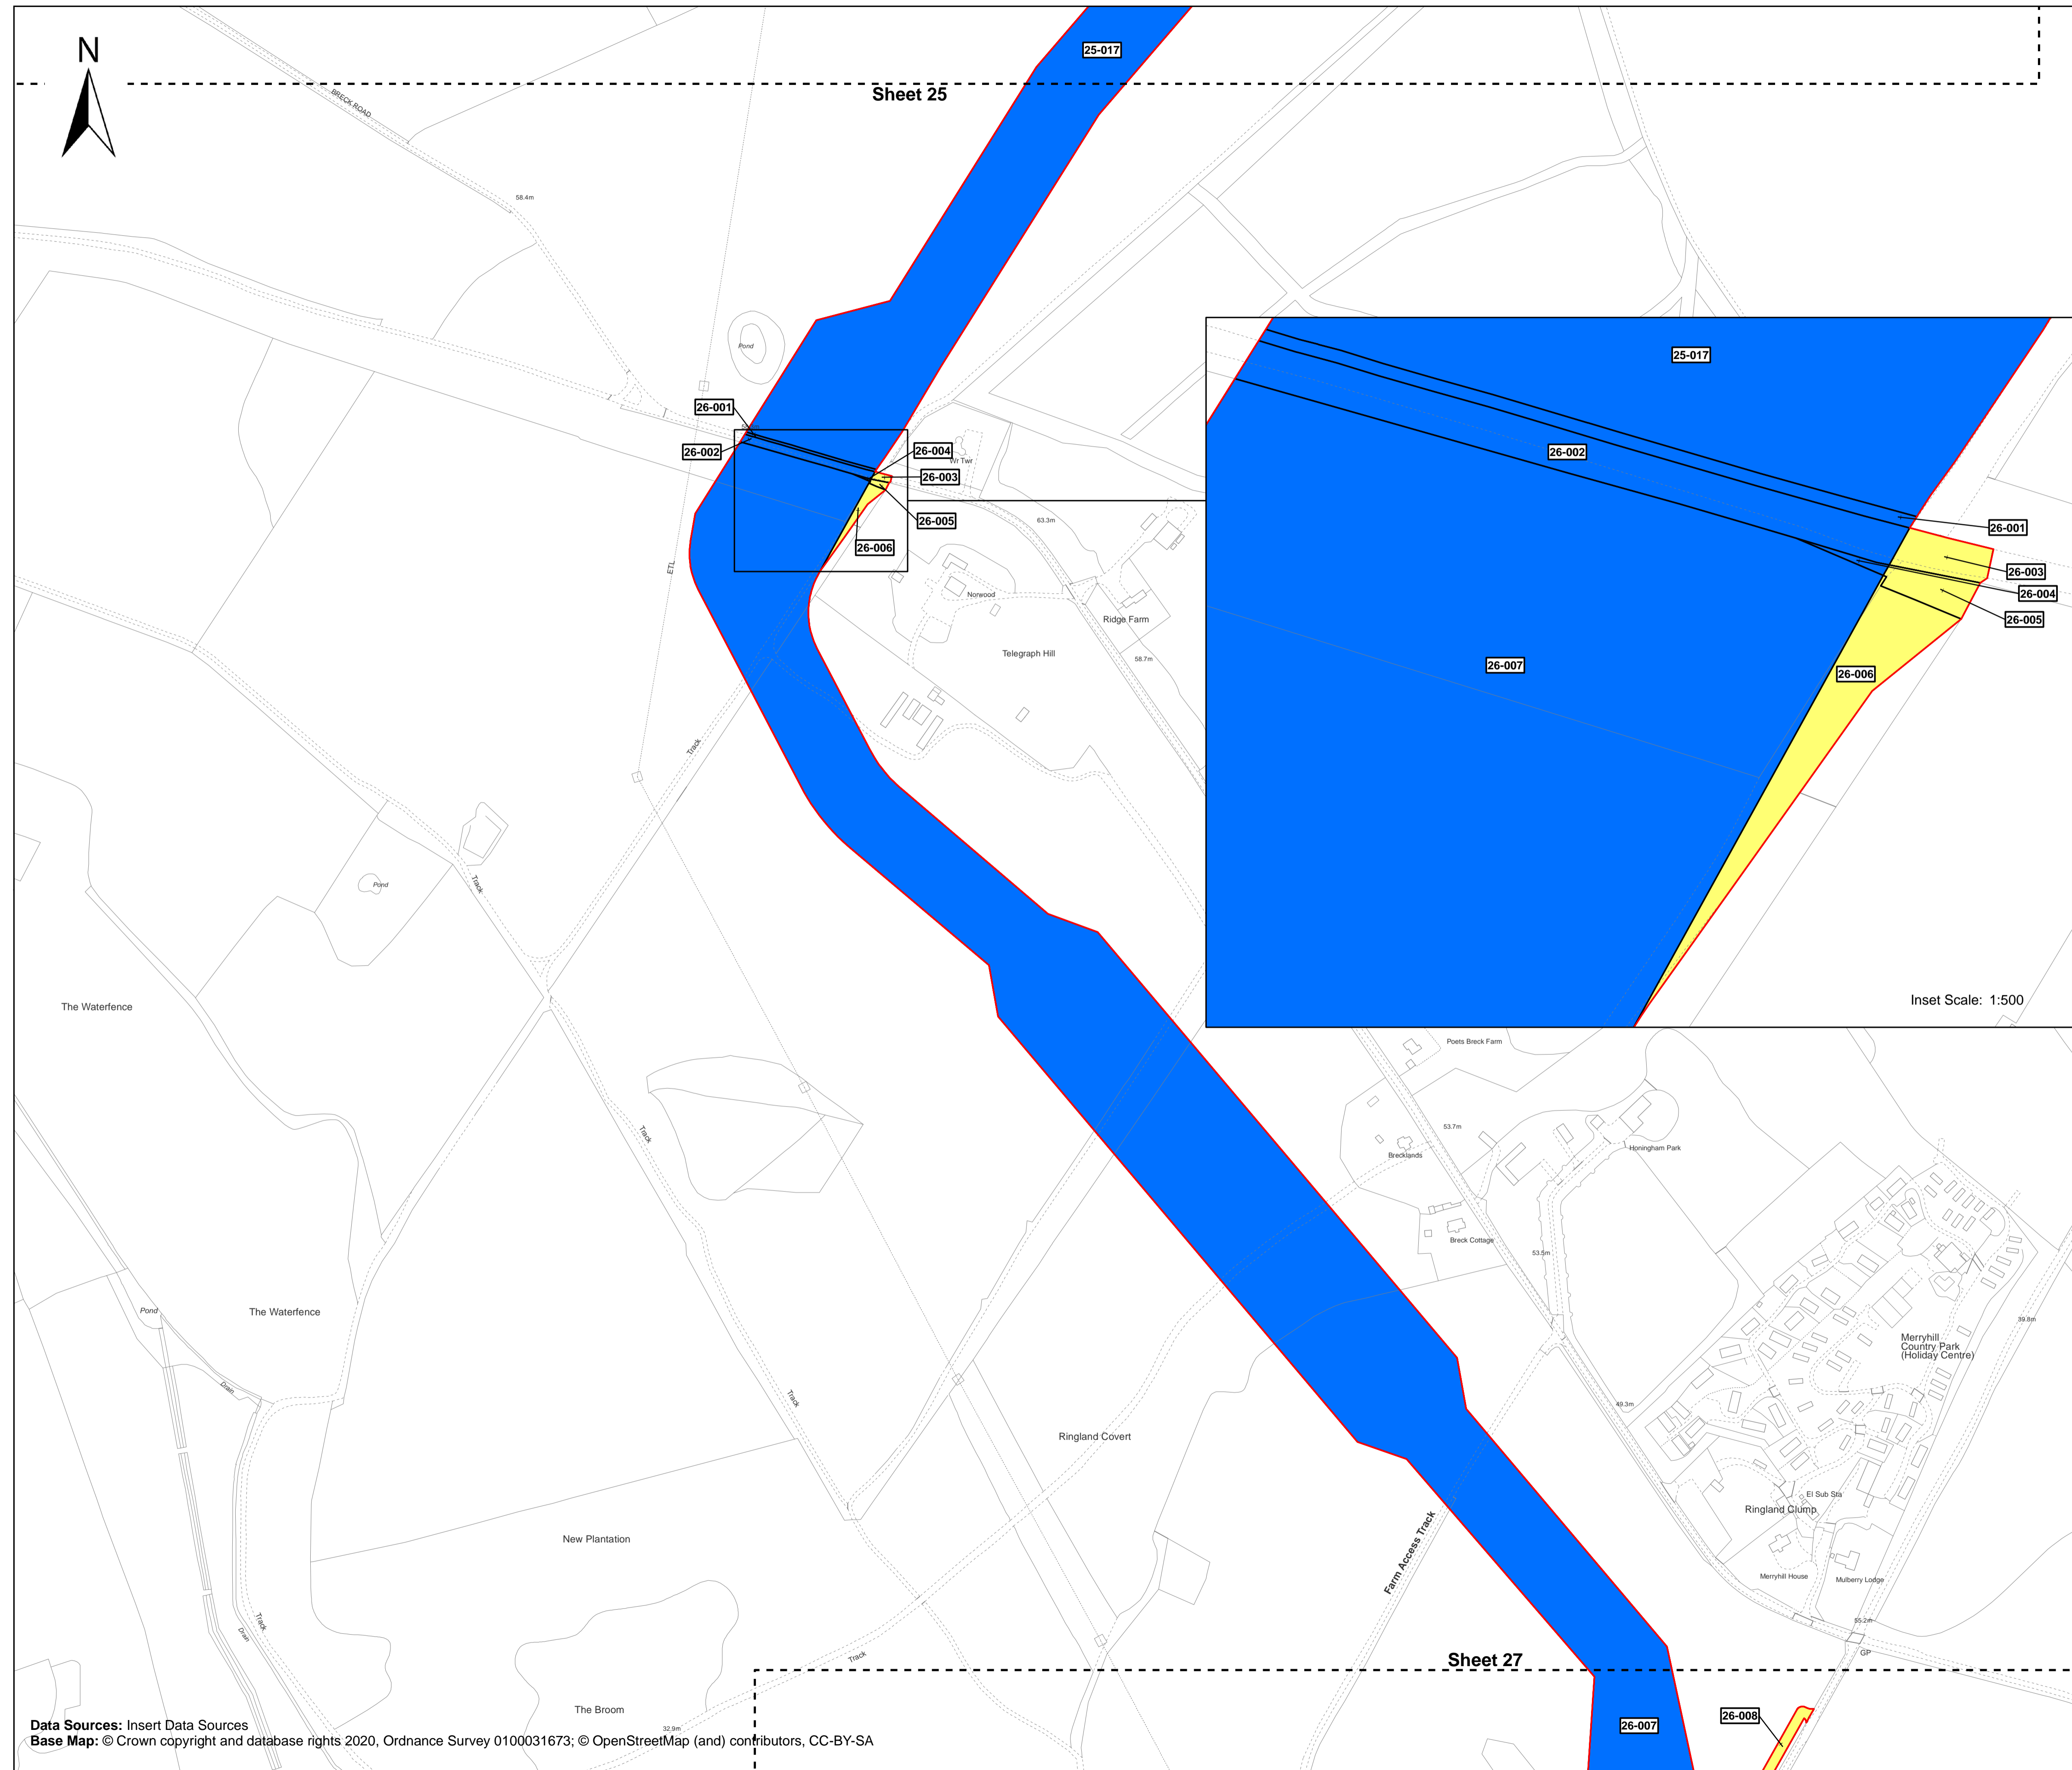 N
25-017
Sheet 25
BRECK ROAD
58.4m
Pond
25-017
26-001
26-002
26-002
26-004
Wr Twr
26-003
63.3m
26-005
26-001
26-006
26-003
26-004
ETL
Norwood
26-005
Ridge Farm
Telegraph Hill
58.7m
26-007
26-006
Track
Pond
Track
The Waterfence
Inset Scale: 1:500
Poets Breck Farm
Track
53.7m
Brecklands
Honingham Park
Breck Cottage
53.5m
Pond
The Waterfence
39.8m
Merryhill
Country Park
(Holiday Centre)
Drain
Track
49.3m
Ringland Covert
El Sub Sta
Ringland Clump
New Plantation
Farm Access Track
Merryhill House
Mulberry Lodge
Track
Drain
55.2m
GP
Track
Sheet 27
The Broom
32.9m
26-007
26-008
Data Sources: Insert Data Sources
Base Map: © Crown copyright and database rights 2020, Ordnance Survey 0100031673; © OpenStreetMap (and) contributors, CC-BY-SA